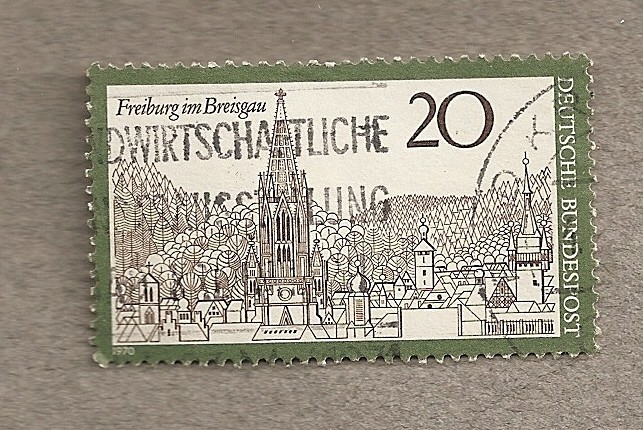 Freiburg im Breisgau
20
DWIRTSCHAFTLICHE
DEUTSCHE BUNDESPOST
1970